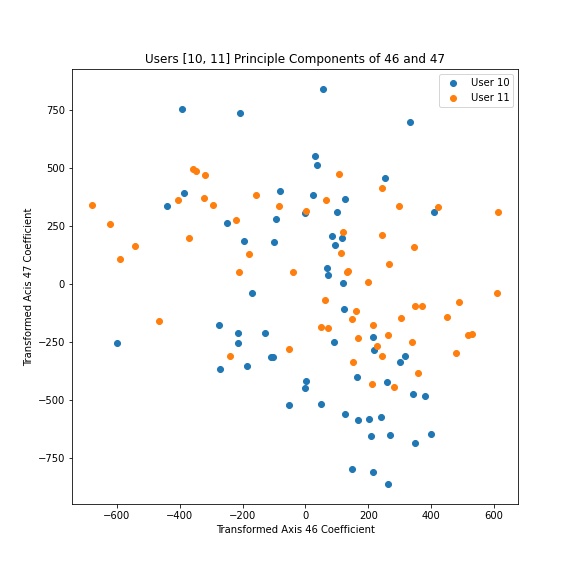 Users [10, 11] Principle Components of 46 and 47
User 10
User 11
Transformed Acis 47 Coefficient
750
500
250
0
−250
−500
−750
−600
−400
−200
0
200
400
600
Transformed Axis 46 Coefficient